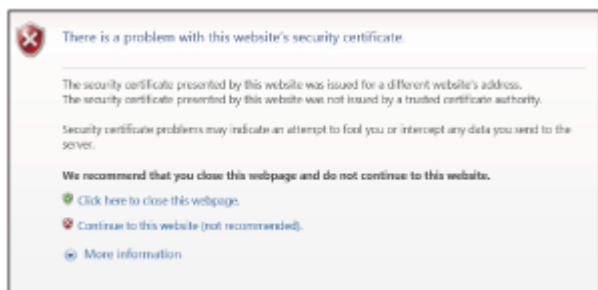 There is a problem with this website's security certificate.
The security certificate presented by this website was issued for a different website's address.
The security certificate presented by this website was not issued by a trusted certificate authority.
Security certificate problems may indicate an attempt to fool you or intercept any data you send to the
server.
We recommend that you close this webpage and do not continue to this website.
Click here to close this webpage.
Continue to this website (not recommended).
More information